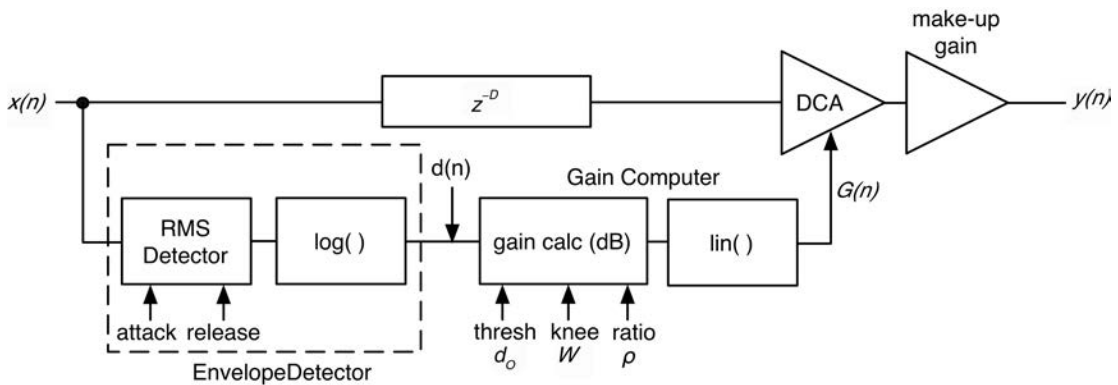 make-up
gain
x(n)
z^{-D}
DCA
y(n)
d(n)
Gain Computer
G(n)
RMS
Detector
log( )
gain calc (dB)
lin( )
attack release
thresh knee ratio
d_o W ρ
EnvelopeDetector